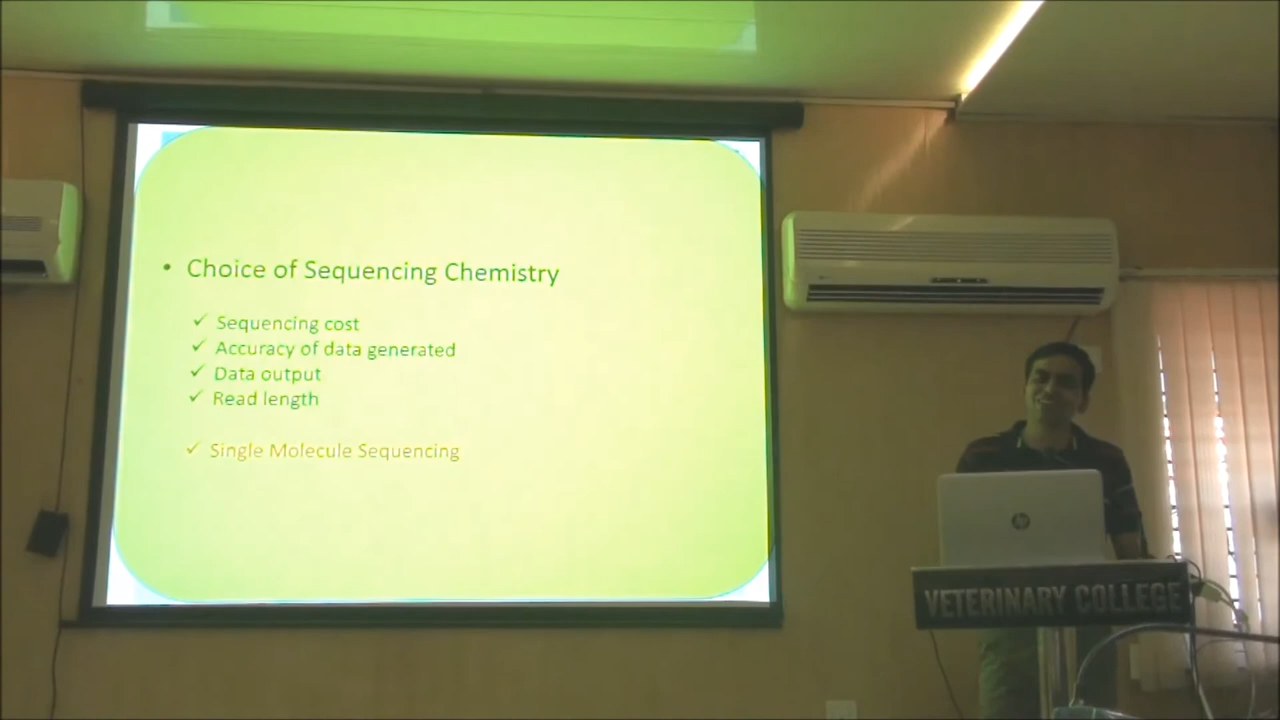 • Choice of Sequencing Chemistry
✓ Sequencing cost
✓ Accuracy of data generated
✓ Data output
✓ Read length
✓ Single Molecule Sequencing
hp
VETERINARY COLLEGE